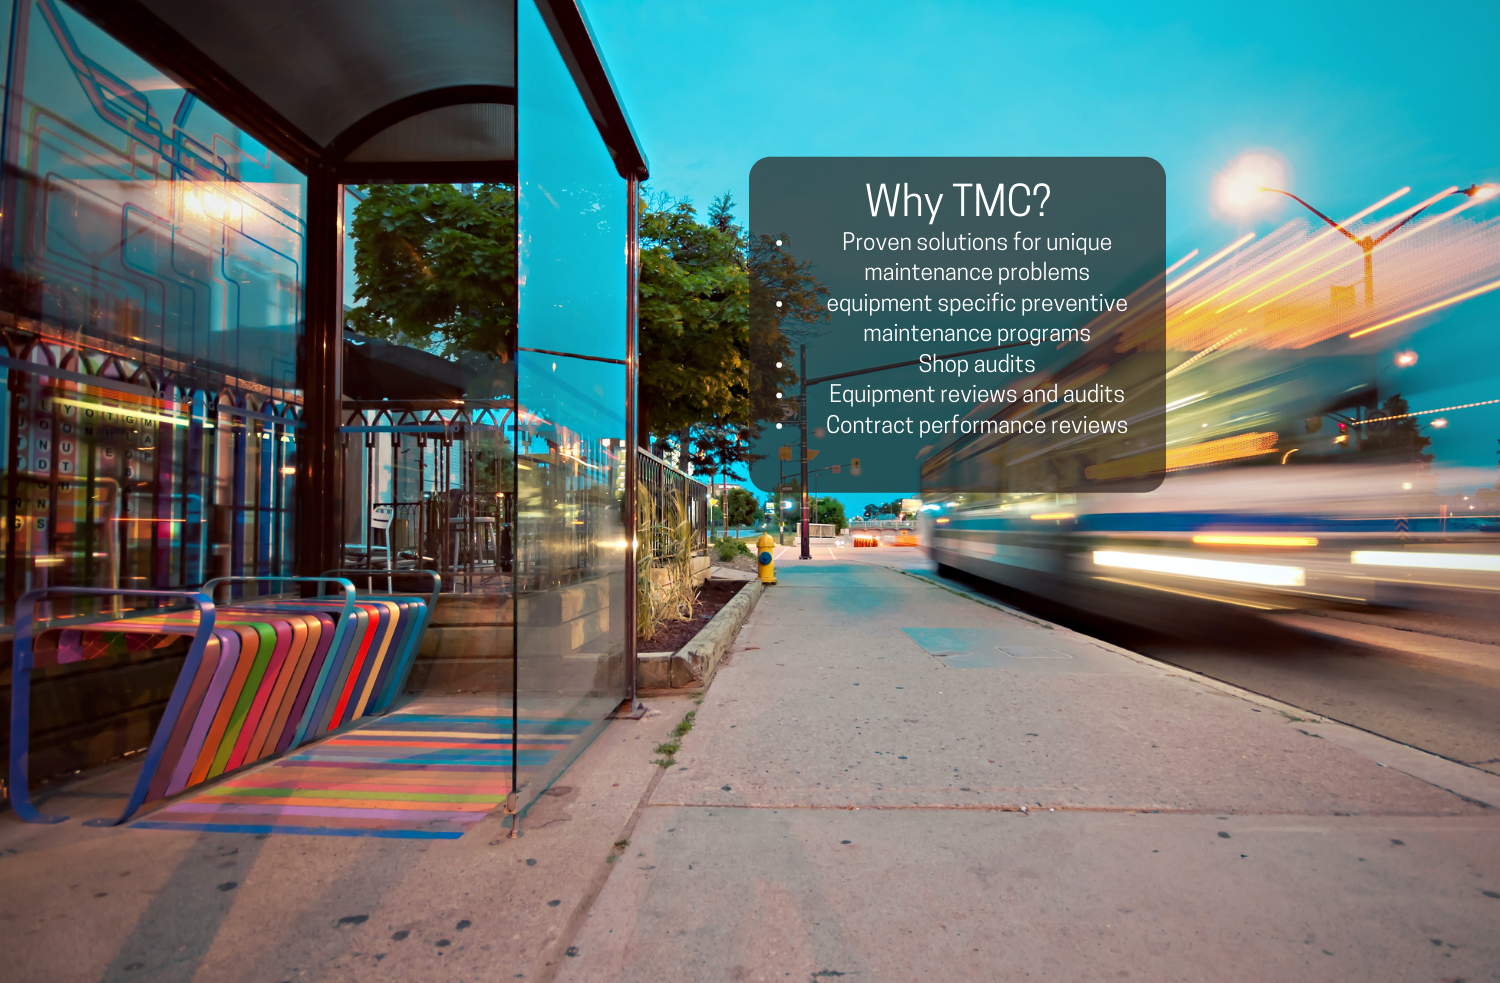 Why TMC?
Proven solutions for unique
maintenance problems
equipment specific preventive
maintenance programs
Shop audits
Equipment reviews and audits
Contract performance reviews